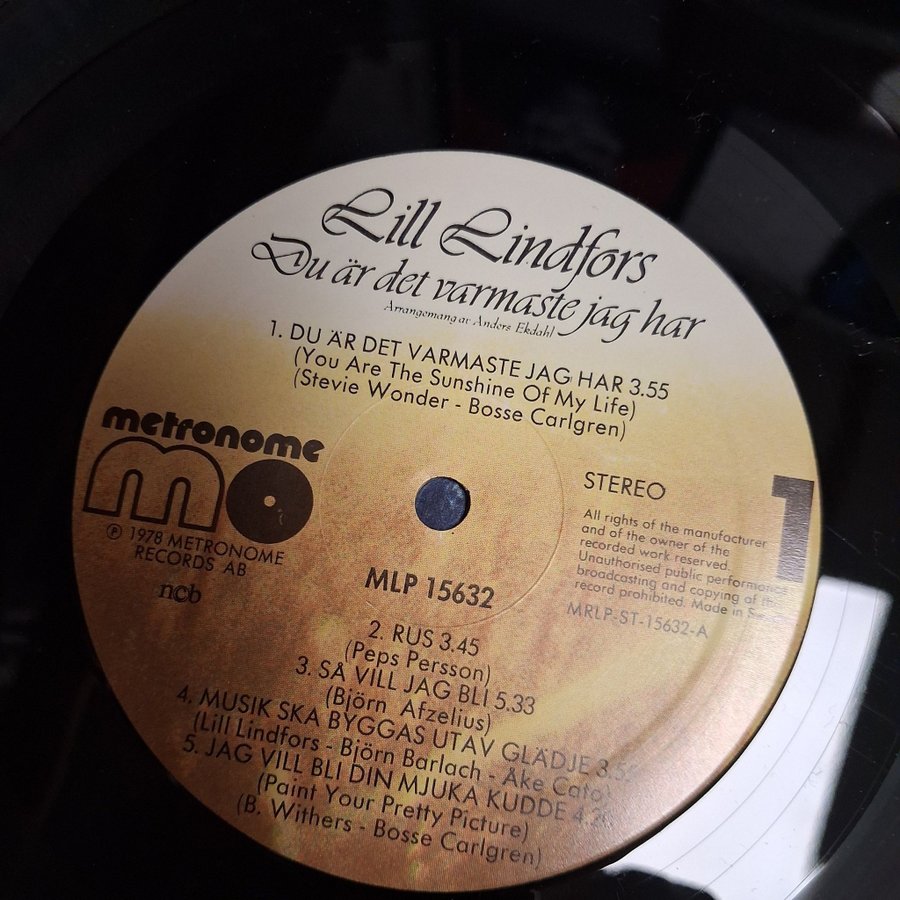 Lill Lindfors
Du är det varmaste jag har
Arrangemang av Anders Ekdahl
1. DU ÄR DET VARMASTE JAG HAR 3.55
(You Are The Sunshine Of My Life)
(Stevie Wonder - Bosse Carlgren)
metronome
mo
℗ 1978 METRONOME
RECORDS AB
ncb
STEREO
1
All rights of the manufacturer
and of the owner of the
recorded work reserved.
Unauthorised public performance
broadcasting and copying of
record prohibited. Made in
MRLP-ST-15632-A
MLP 15632
2. RUS 3.45
(Peps Persson)
3. SÅ VILL JAG BLI 5.33
(Björn Afzelius)
4. MUSIK SKA BYGGAS UTAV GLÄDJE
(Lill Lindfors - Björn Barlach - Åke Cato)
5. JAG VILL BLI DIN MJUKA KUDDE
(Paint Your Pretty Picture)
(B. Withers - Bosse Carlgren)